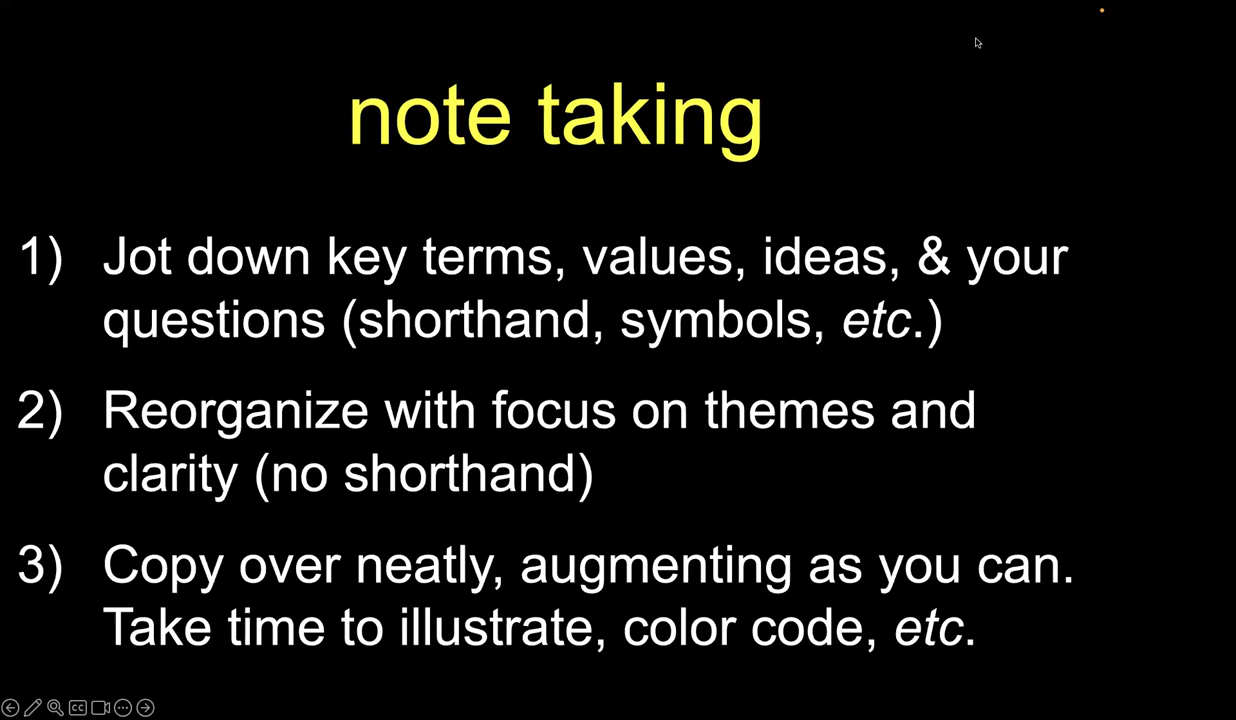 note taking
1) Jot down key terms, values, ideas, & your
questions (shorthand, symbols, etc.)
2) Reorganize with focus on themes and
clarity (no shorthand)
3) Copy over neatly, augmenting as you can.
Take time to illustrate, color code, etc.
CC